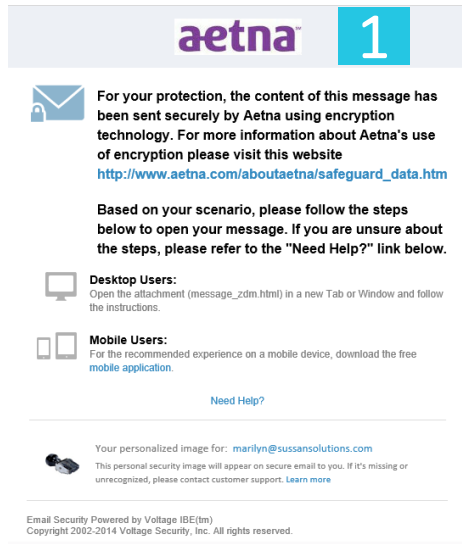 aetna™ 1
For your protection, the content of this message has
been sent securely by Aetna using encryption
technology. For more information about Aetna's use
of encryption please visit this website
http://www.aetna.com/aboutaetna/safeguard_data.htm
Based on your scenario, please follow the steps
below to open your message. If you are unsure about
the steps, please refer to the "Need Help?" link below.
Desktop Users:
Open the attachment (message_zdm.html) in a new Tab or Window and follow
the instructions.
Mobile Users:
For the recommended experience on a mobile device, download the free
mobile application.
Need Help?
Your personalized image for: marilyn@sussansolutions.com
This personal security image will appear on secure email to you. If it's missing or
unrecognized, please contact customer support. Learn more
Email Security Powered by Voltage IBE(tm)
Copyright 2002-2014 Voltage Security, Inc. All rights reserved.